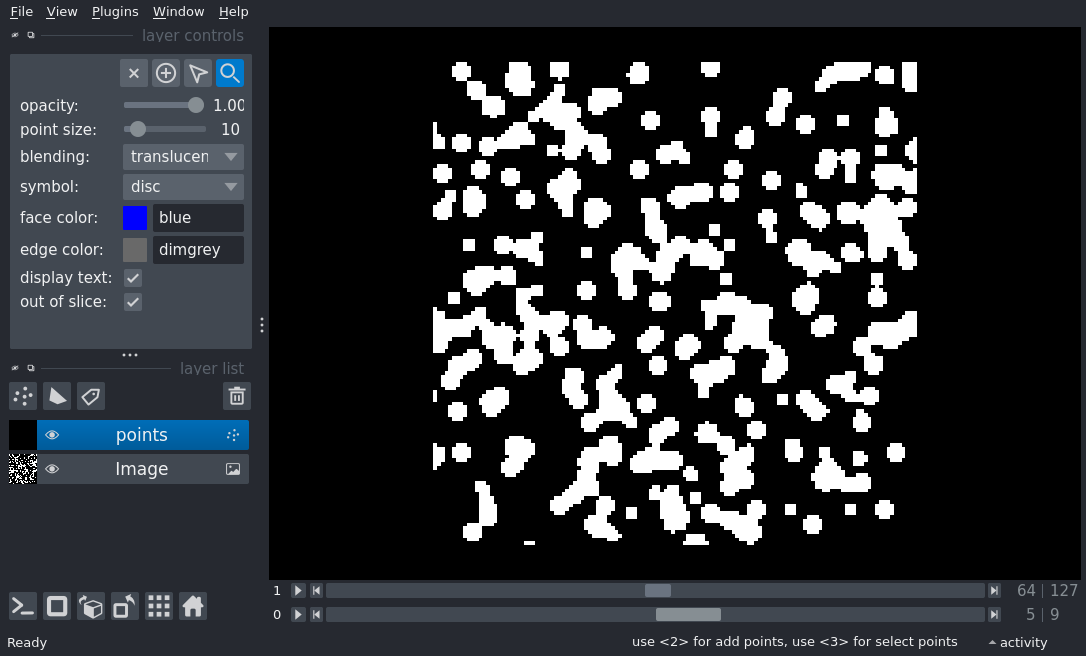 File View Plugins Window Help
layer controls
opacity: 1.00
point size: 10
blending: translucen
symbol: disc
face color: blue
edge color: dimgrey
display text:
out of slice:
layer list
points
Image
1 64 | 127
0 5 | 9
Ready use <2> for add points, use <3> for select points activity